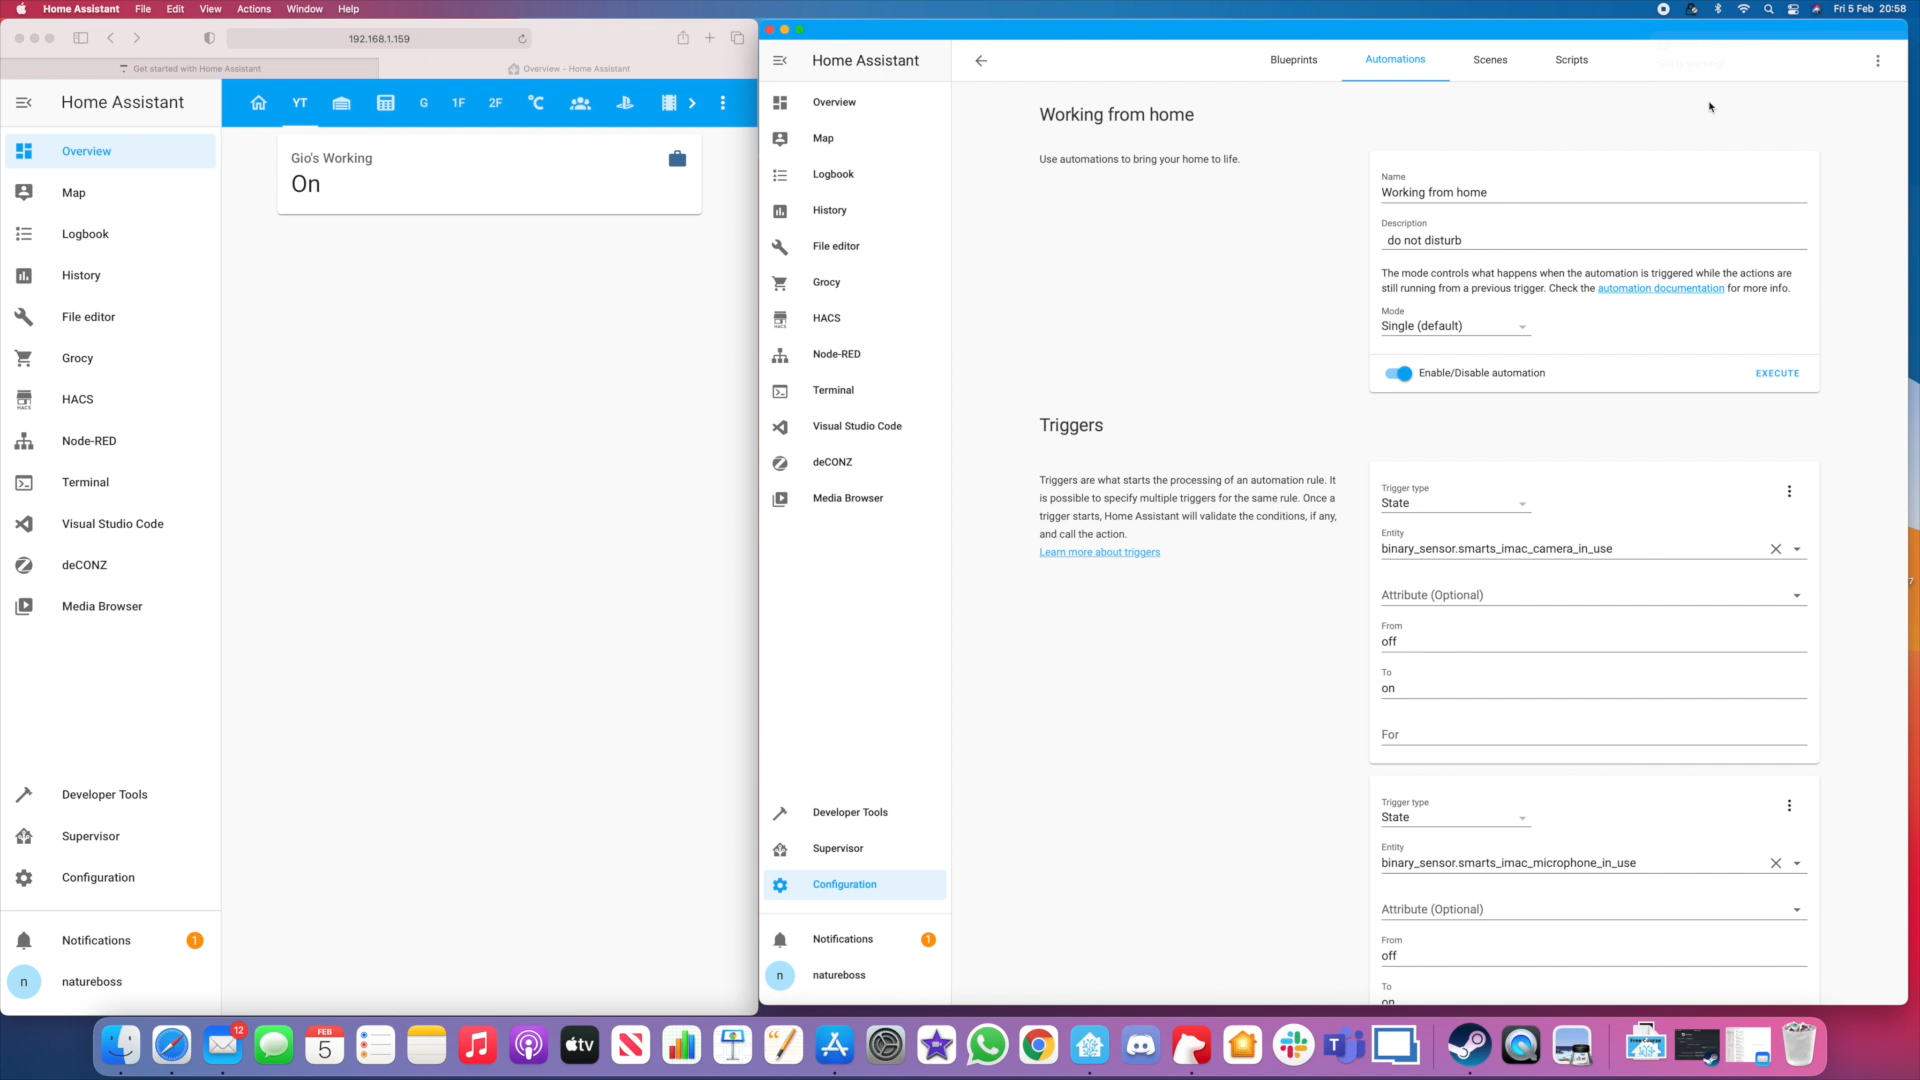 Home Assistant File Edit View Actions Window Help
Fri 5 Feb 20:58
192.168.1.159
Get started with Home Assistant
Overview - Home Assistant
Home Assistant
YT G 1F 2F °C
Overview
Map
Logbook
History
File editor
Grocy
HACS
HACS
Node-RED
Terminal
Visual Studio Code
deCONZ
Media Browser
Developer Tools
Supervisor
Configuration
Notifications 1
n natureboss
Gio's Working
On
Home Assistant
Overview
Map
Logbook
History
File editor
Grocy
HACS
HACS
Node-RED
Terminal
Visual Studio Code
deCONZ
Media Browser
Developer Tools
Supervisor
Configuration
Notifications 1
n natureboss
Blueprints Automations Scenes Scripts
Working from home
Use automations to bring your home to life.
Name
Working from home
Description
do not disturb
The mode controls what happens when the automation is triggered while the actions are
still running from a previous trigger. Check the automation documentation for more info.
Mode
Single (default)
Enable/Disable automation EXECUTE
Triggers
Triggers are what starts the processing of an automation rule. It
is possible to specify multiple triggers for the same rule. Once a
trigger starts, Home Assistant will validate the conditions, if any,
and call the action.
Learn more about triggers
Trigger type
State
Entity
binary_sensor.smarts_imac_camera_in_use
Attribute (Optional)
From
off
To
on
For
Trigger type
State
Entity
binary_sensor.smarts_imac_microphone_in_use
Attribute (Optional)
From
off
To
on
12
FEB
5
tv
T
Free Course